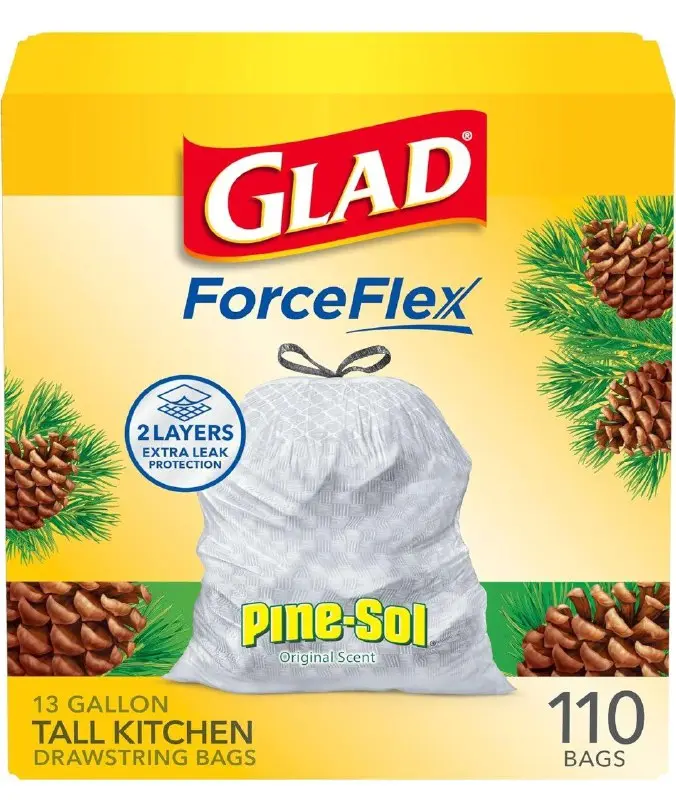 GLAD®
ForceFlex
2 LAYERS
EXTRA LEAK
PROTECTION
Pine-Sol®
Original Scent
13 GALLON
TALL KITCHEN
DRAWSTRING BAGS
110
BAGS